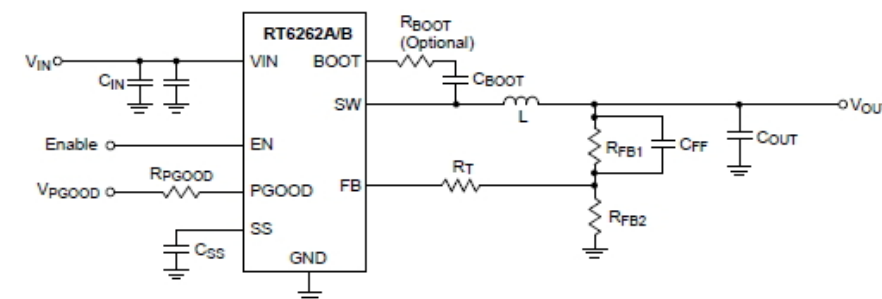 RT6262A/B
RBOOT
(Optional)
VIN
VIN
BOOT
CIN
CBOOT
SW
VOU
L
Enable
EN
RFB1
CFF
COUT
RPGOOD
RT
VPGOOD
PGOOD
FB
RFB2
SS
CSS
GND